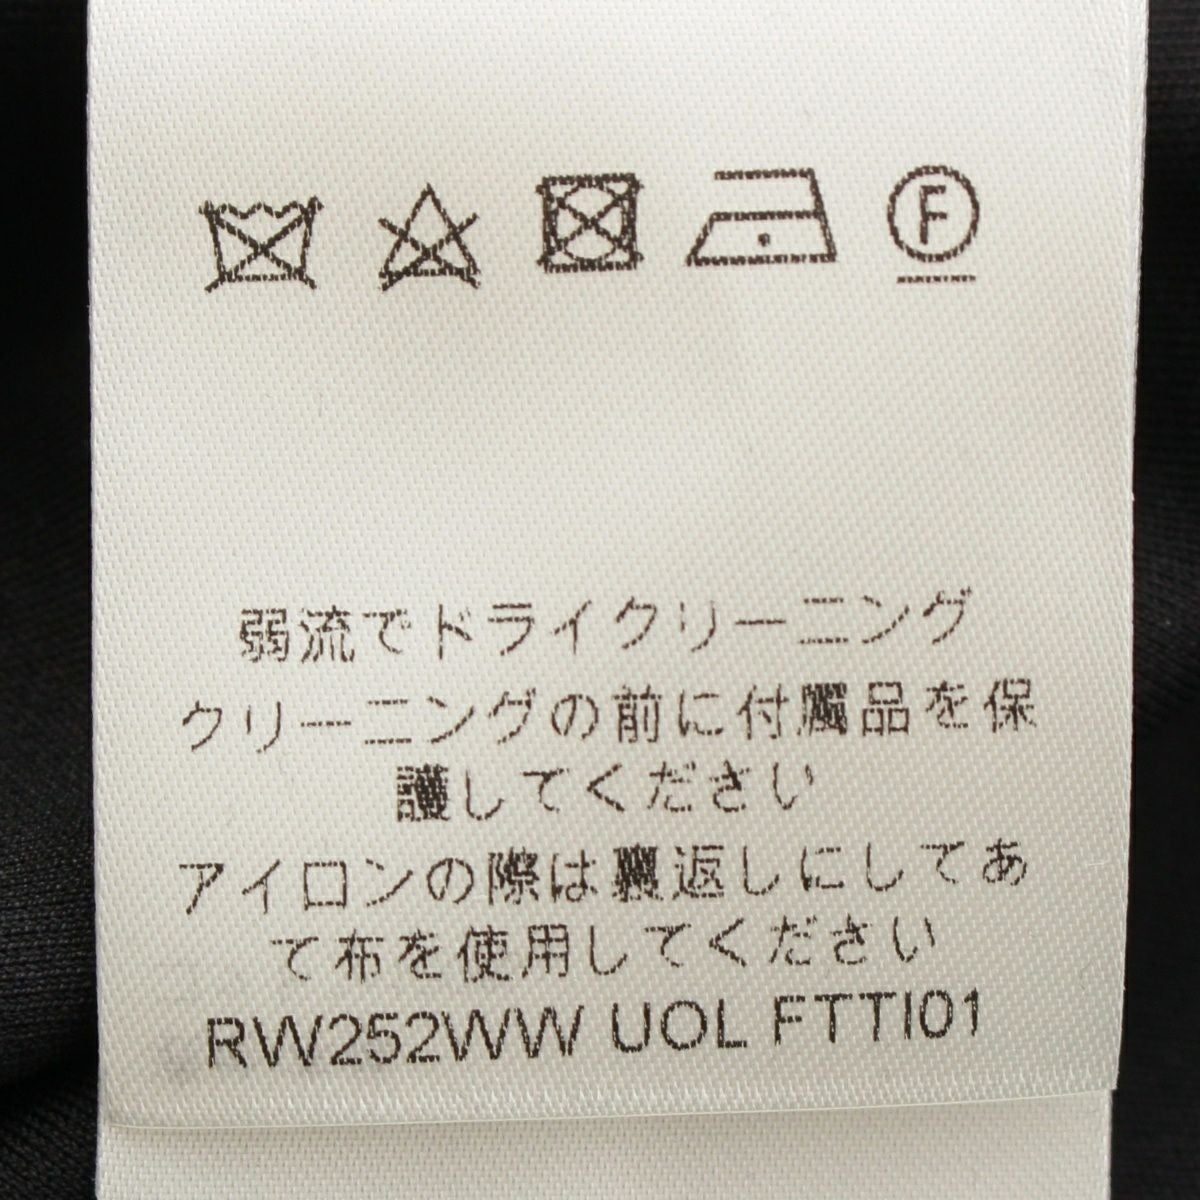 F
弱流でドライクリーニング
クリーニングの前に付属品を保
護してください
アイロンの際は裏返しにしてあ
て布を使用してください
RW252WW UOL FTTI01